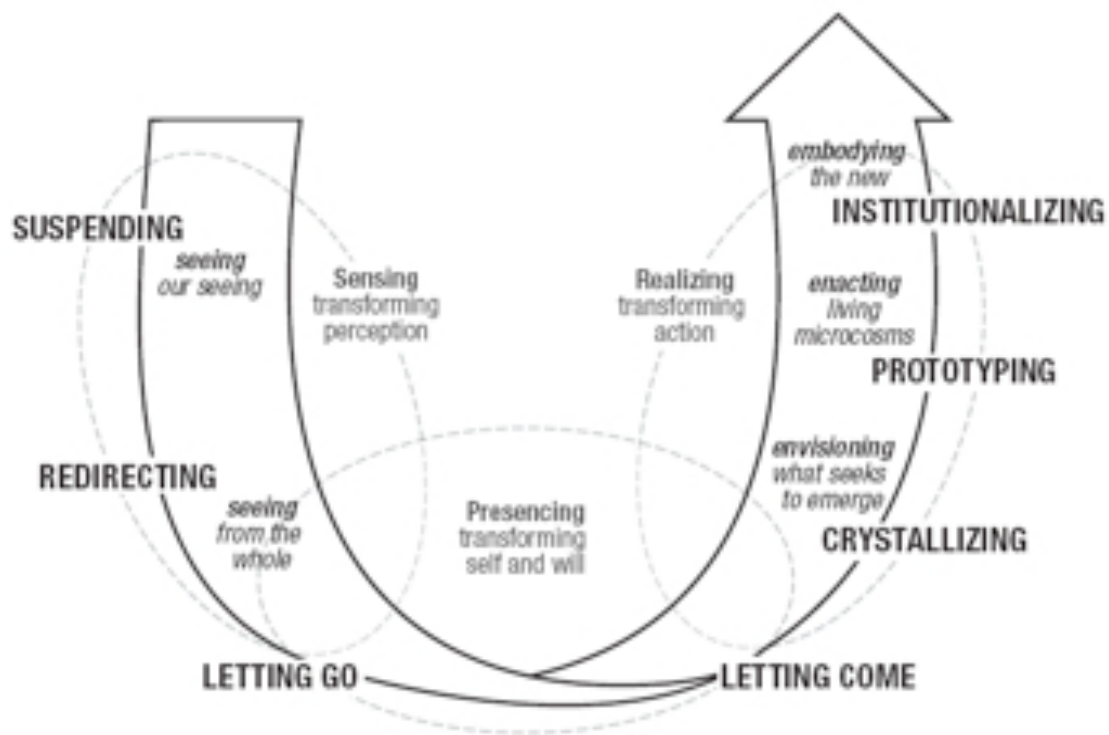 SUSPENDING
seeing
our seeing
Sensing
transforming
perception
REDIRECTING
seeing
from the
whole
LETTING GO
Presencing
transforming
self and will
LETTING COME
CRYSTALLIZING
envisioning
what seeks
to emerge
PROTOTYPING
enacting
living
microcosms
Realizing
transforming
action
INSTITUTIONALIZING
embodying
the new